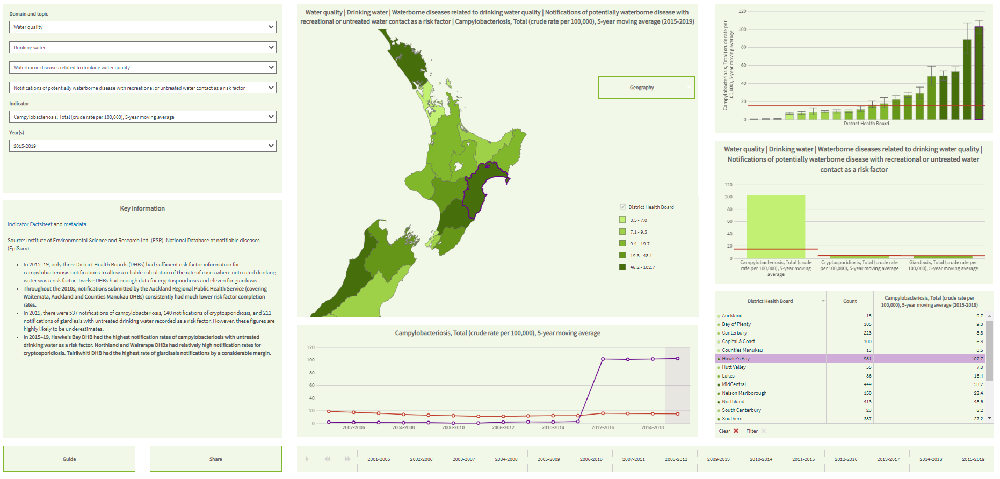 Domain and topic
Water quality
Drinking water
Waterborne diseases related to drinking water quality
Notifications of potentially waterborne disease with recreational or untreated water contact as a risk factor
Indicator
Campylobacteriosis, Total (crude rate per 100,000), 5-year moving average
Year(s)
2015-2019
Key Information
Indicator Factsheet and metadata.
Source: Institute of Environmental Science and Research Ltd. (ESR). National Database of notifiable diseases
(EpiSurv).
• In 2015–19, only three District Health Boards (DHBs) had sufficient risk factor information for
campylobacteriosis notifications to allow a reliable calculation of the rate of cases where untreated drinking
water was a risk factor. Twelve DHBs had enough data for cryptosporidiosis and eleven for giardiasis.
• Throughout the 2010s, notifications submitted by the Auckland Regional Public Health Service (covering
Waitematā, Auckland and Counties Manukau DHBs) consistently had much lower risk factor completion
rates.
• In 2019, there were 537 notifications of campylobacteriosis, 140 notifications of cryptosporidiosis, and 211
notifications of giardiasis with untreated drinking water recorded as a risk factor. However, these figures are
highly likely to be underestimates.
• In 2015–19, Hawke's Bay DHB had the highest notification rates of campylobacteriosis with untreated
drinking water as a risk factor. Northland and Wairarapa DHBs had relatively high notification rates for
cryptosporidiosis. Tairāwhiti DHB had the highest rate of giardiasis notifications by a considerable margin.
Guide
Share
Water quality | Drinking water | Waterborne diseases related to drinking water quality | Notifications of potentially waterborne disease with
recreational or untreated water contact as a risk factor | Campylobacteriosis, Total (crude rate per 100,000), 5-year moving average (2015-2019)
Geography
District Health Board
0.5 - 7.0
7.1 - 9.3
9.4 - 19.7
19.8 - 48.1
48.2 - 102.7
Campylobacteriosis, Total (crude rate per 100,000), 5-year moving average
120
100
80
60
40
20
0
2002-2006
2004-2008
2006-2010
2008-2012
2010-2014
2012-2016
2014-2018
2001-2005
2002-2006
2003-2007
2004-2008
2005-2009
2006-2010
2007-2011
2008-2012
2009-2013
2010-2014
2011-2015
2012-2016
2013-2017
2014-2018
2015-2019
Campylobacteriosis, Total (crude rate per
100,000), 5-year moving average
120
100
80
60
40
20
0
District Health Board
Water quality | Drinking water | Waterborne diseases related to drinking water quality |
Notifications of potentially waterborne disease with recreational or untreated water
contact as a risk factor
120
100
80
60
40
20
0
Campylobacteriosis, Total (crude
rate per 100,000), 5-year moving
average
Cryptosporidiosis, Total (crude rate
per 100,000), 5-year moving average
Giardiasis, Total (crude rate per
100,000), 5-year moving average
District Health Board Count Campylobacteriosis, Total (crude rate per
100,000), 5-year moving average (2015-2019)
Auckland 15 0.7
Bay of Plenty 105 9.0
Canterbury 223 8.8
Capital & Coast 100 6.8
Counties Manukau 13 0.5
Hawke's Bay 981 102.7
Hutt Valley 55 7.0
Lakes 86 16.4
MidCentral 449 53.2
Nelson Marlborough 150 22.4
Northland 413 48.6
South Canterbury 23 8.2
Southern 387 27.2
Clear
Filter